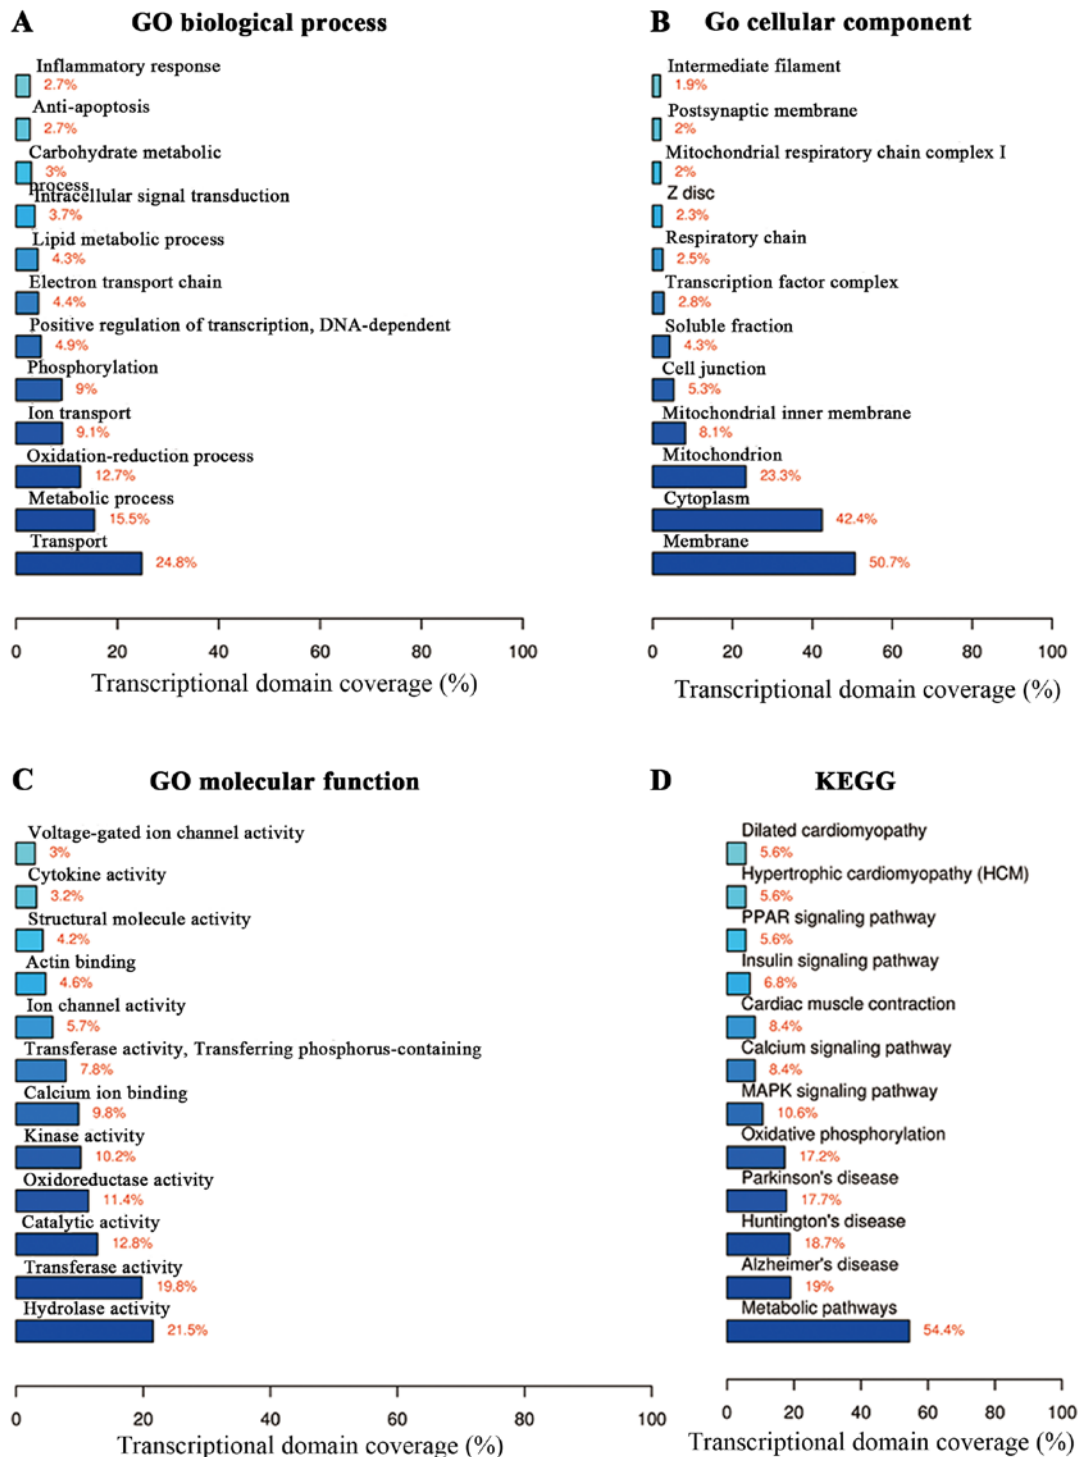 A GO biological process
Inflammatory response
2.7%
Anti-apoptosis
2.7%
Carbohydrate metabolic
3%
process
Intracellular signal transduction
3.7%
Lipid metabolic process
4.3%
Electron transport chain
4.4%
Positive regulation of transcription, DNA-dependent
4.9%
Phosphorylation
9%
Ion transport
9.1%
Oxidation-reduction process
12.7%
Metabolic process
15.5%
Transport
24.8%
0 20 40 60 80 100
Transcriptional domain coverage (%)
B Go cellular component
Intermediate filament
1.9%
Postsynaptic membrane
2%
Mitochondrial respiratory chain complex I
2%
Z disc
2.3%
Respiratory chain
2.5%
Transcription factor complex
2.8%
Soluble fraction
4.3%
Cell junction
5.3%
Mitochondrial inner membrane
8.1%
Mitochondrion
23.3%
Cytoplasm
42.4%
Membrane
50.7%
0 20 40 60 80 100
Transcriptional domain coverage (%)
C GO molecular function
Voltage-gated ion channel activity
3%
Cytokine activity
3.2%
Structural molecule activity
4.2%
Actin binding
4.6%
Ion channel activity
5.7%
Transferase activity, Transferring phosphorus-containing
7.8%
Calcium ion binding
9.8%
Kinase activity
10.2%
Oxidoreductase activity
11.4%
Catalytic activity
12.8%
Transferase activity
19.8%
Hydrolase activity
21.5%
0 20 40 60 80 100
Transcriptional domain coverage (%)
D KEGG
Dilated cardiomyopathy
5.6%
Hypertrophic cardiomyopathy (HCM)
5.6%
PPAR signaling pathway
5.6%
Insulin signaling pathway
6.8%
Cardiac muscle contraction
8.4%
Calcium signaling pathway
8.4%
MAPK signaling pathway
10.6%
Oxidative phosphorylation
17.2%
Parkinson's disease
17.7%
Huntington's disease
18.7%
Alzheimer's disease
19%
Metabolic pathways
54.4%
0 20 40 60 80 100
Transcriptional domain coverage (%)